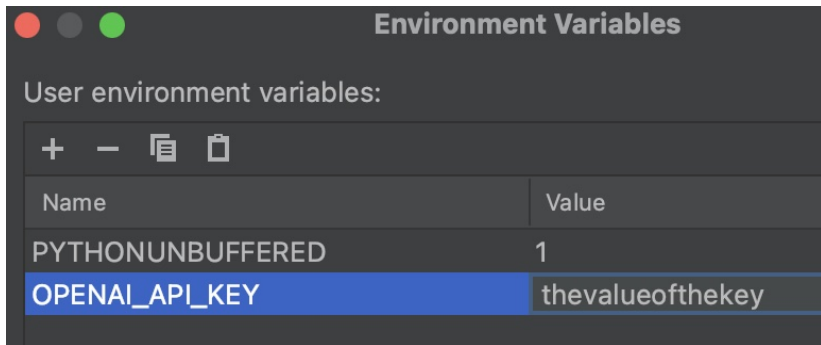 Environment Variables
User environment variables:
Name Value
PYTHONUNBUFFERED 1
OPENAI_API_KEY thevalueofthekey